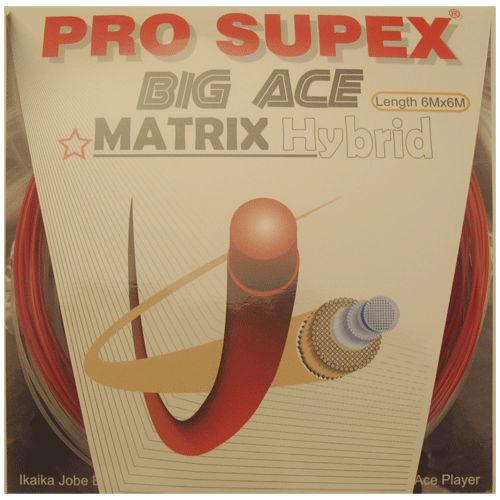 PRO SUPEX®
BIG ACE
Length 6Mx6M
MATRIX Hybrid
Ikaika Jobe
Ace Player